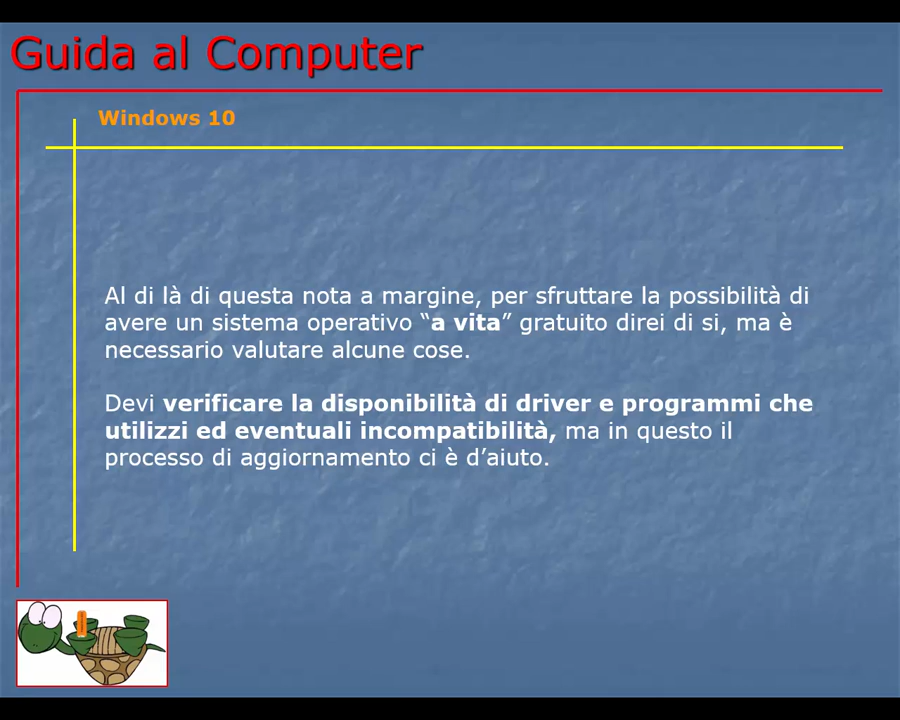 Guida al Computer
Windows 10
Al di là di questa nota a margine, per sfruttare la possibilità di
avere un sistema operativo “a vita” gratuito direi di si, ma è
necessario valutare alcune cose.
Devi verificare la disponibilità di driver e programmi che
utilizzi ed eventuali incompatibilità, ma in questo il
processo di aggiornamento ci è d’aiuto.